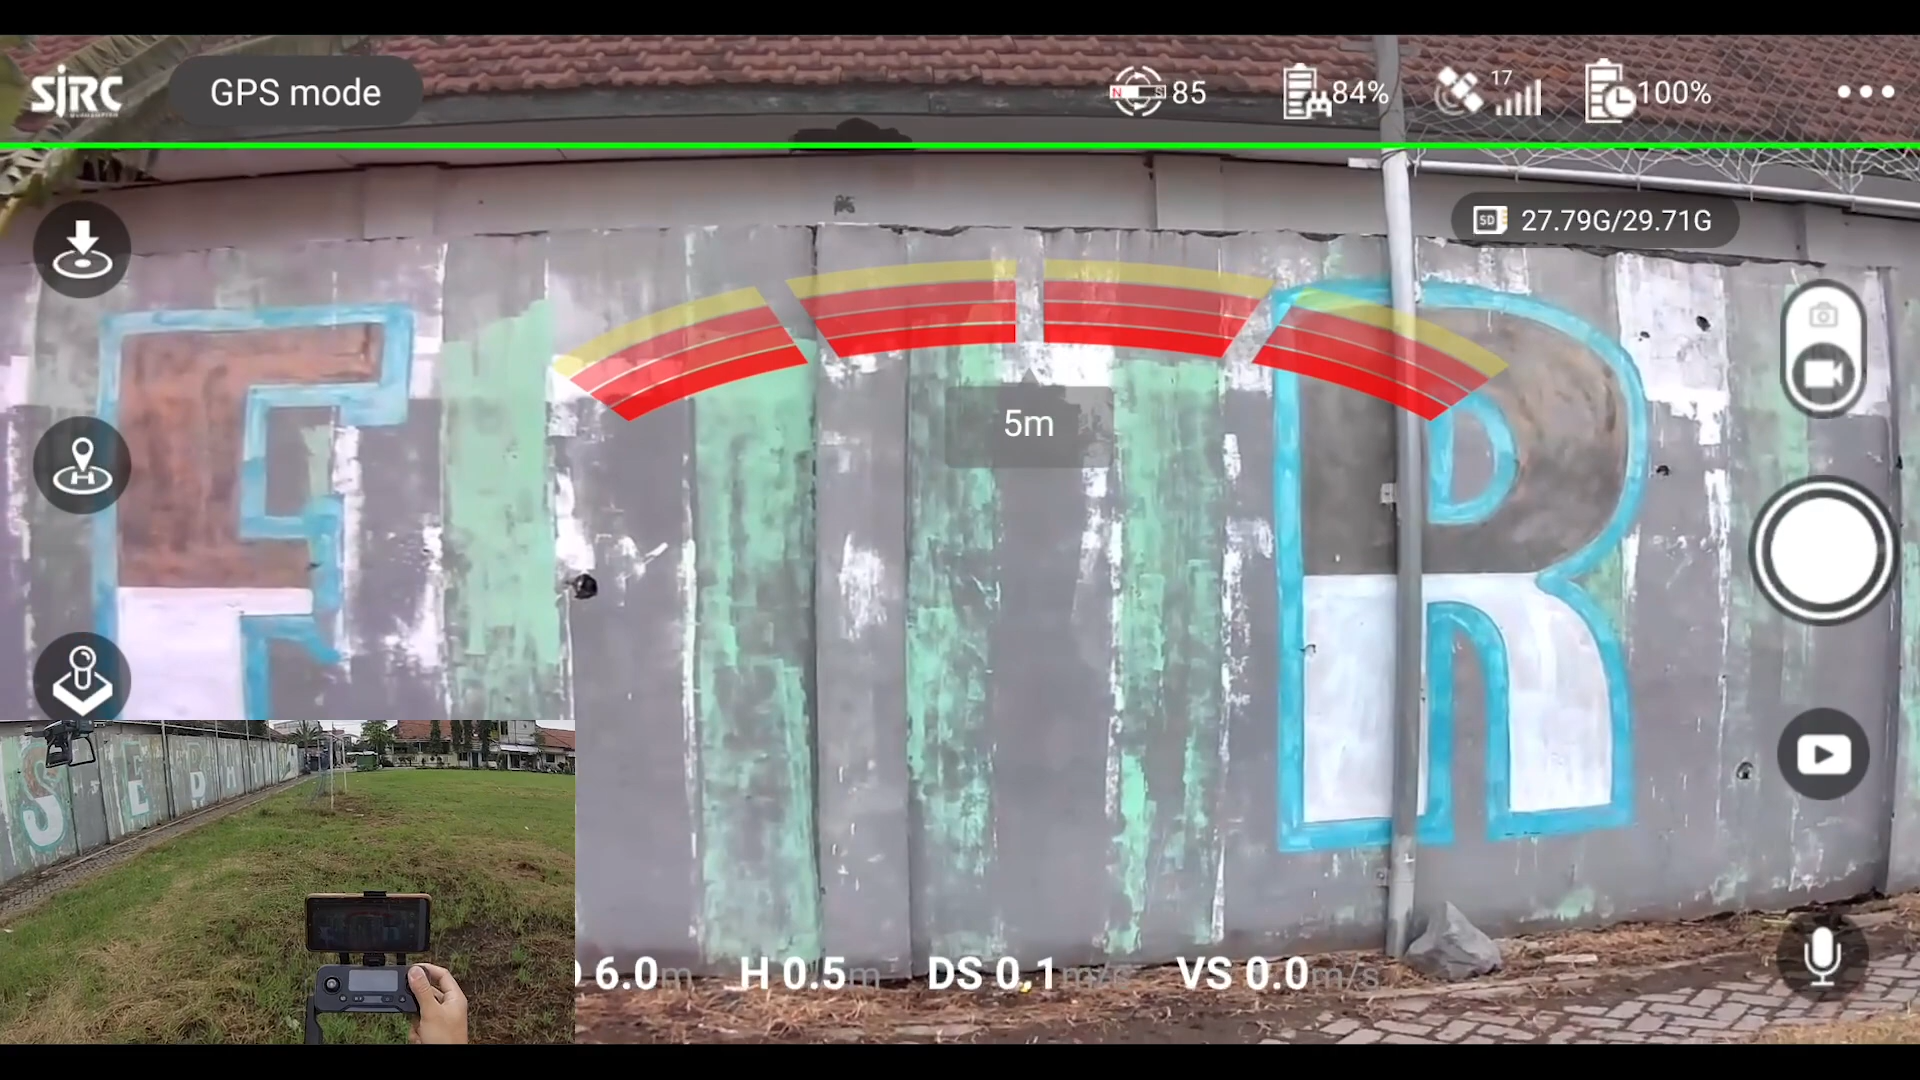 SJRC
GPS mode
N
S
85
84%
17
100%
SD
27.79G/29.71G
5m
R
H
S
E
6.0m
H 0.5m
DS 0.1m/s
VS 0.0m/s